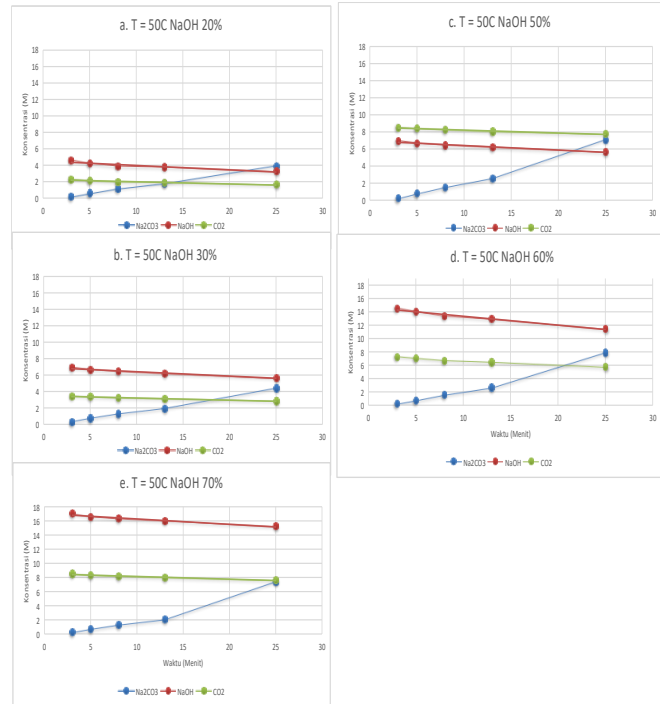 a. T = 50C NaOH 20%
Konsentrasi (M)
18
16
14
12
10
8
6
4
2
0
0 5 10 15 20 25 30
Na2CO3 NaOH CO2
b. T = 50C NaOH 30%
Konsentrasi (M)
18
16
14
12
10
8
6
4
2
0
0 5 10 15 20 25 30
Na2CO3 NaOH CO2
e. T = 50C NaOH 70%
Konsentrasi (M)
18
16
14
12
10
8
6
4
2
0
0 5 10 15 20 25 30
Waktu (Menit)
Na2CO3 NaOH CO2
c. T = 50C NaOH 50%
Konsentrasi (M)
18
16
14
12
10
8
6
4
2
0
0 5 10 15 20 25 30
Na2CO3 NaOH CO2
d. T = 50C NaOH 60%
Konsentrasi (M)
18
16
14
12
10
8
6
4
2
0
0 5 10 15 20 25 30
Waktu (Menit)
Na2CO3 NaOH CO2